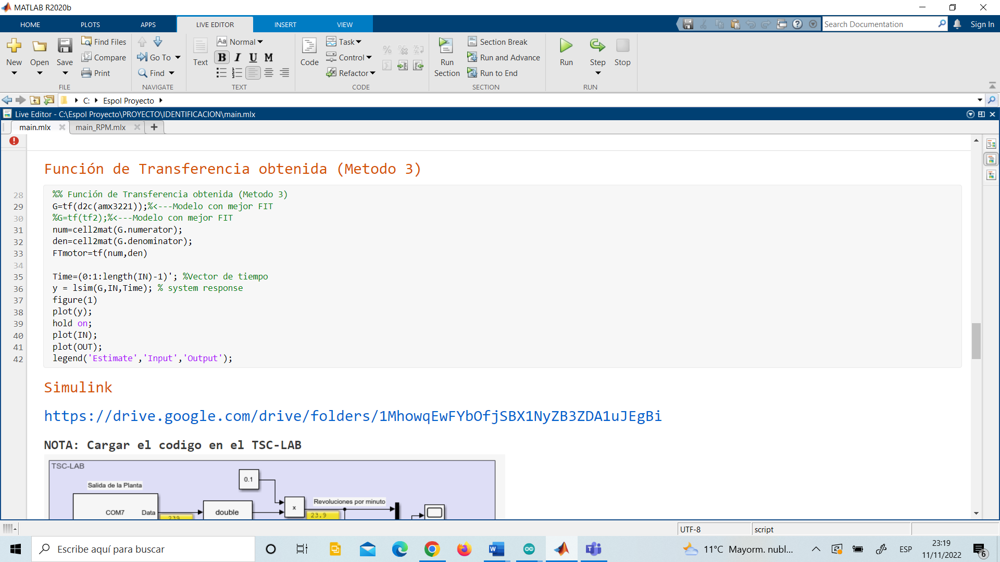 MATLAB R2020b
HOME PLOTS APPS LIVE EDITOR INSERT VIEW
Search Documentation
Sign In
New
Open
Save
Find Files
Compare
Print
FILE
Go To
Find
NAVIGATE
Text
Aa Normal
B I U M
TEXT
Code
Task
Control
Refactor
CODE
Run Section
Section Break
Run and Advance
Run to End
SECTION
Run
Step
Stop
RUN
C: Espol Proyecto
Live Editor - C:\Espol Proyecto\PROYECTO\IDENTIFICACION\main.mlx
main.mlx main_RPM.mlx
Función de Transferencia obtenida (Metodo 3)
28 %% Función de Transferencia obtenida (Metodo 3)
29 G=tf(d2c(amx3221));%<---Modelo con mejor FIT
30 %G=tf(tf2);%<---Modelo con mejor FIT
31 num=cell2mat(G.numerator);
32 den=cell2mat(G.denominator);
33 FTmotor=tf(num,den)
34
35 Time=(0:1:length(IN)-1)'; %Vector de tiempo
36 y = lsim(G,IN,Time); % system response
37 figure(1)
38 plot(y);
39 hold on;
40 plot(IN);
41 plot(OUT);
42 legend('Estimate','Input','Output');
Simulink
https://drive.google.com/drive/folders/1MhowqEwFYbOfjSBX1NyZB3ZDA1uJEgBi
NOTA: Cargar el codigo en el TSC-LAB
TSC-LAB
Salida de la Planta
0.1
COM7 Data
239
double
x
Revoluciones por minuto
23.9
UTF-8
script
Escribe aquí para buscar
11°C Mayorm. nubl...
ESP
23:19
11/11/2022
6